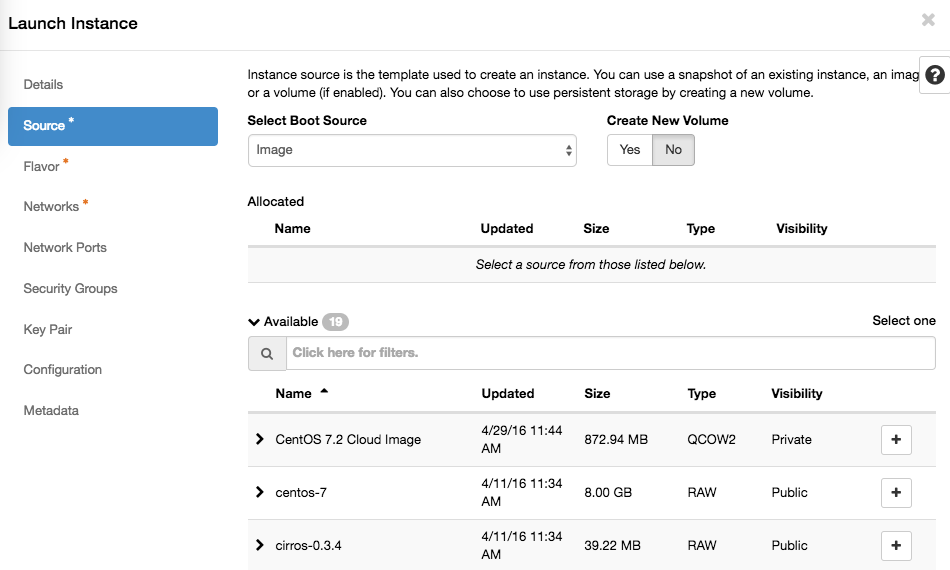 Launch Instance
Details
Source *
Flavor *
Networks *
Network Ports
Security Groups
Key Pair
Configuration
Metadata
Instance source is the template used to create an instance. You can use a snapshot of an existing instance, an imag
or a volume (if enabled). You can also choose to use persistent storage by creating a new volume.
Select Boot Source
Create New Volume
Image
Yes No
Allocated
Name Updated Size Type Visibility
Select a source from those listed below.
Available 19
Select one
Click here for filters.
Name Updated Size Type Visibility
CentOS 7.2 Cloud Image 4/29/16 11:44 AM 872.94 MB QCOW2 Private
centos-7 4/11/16 11:34 AM 8.00 GB RAW Public
cirros-0.3.4 4/11/16 11:34 AM 39.22 MB RAW Public